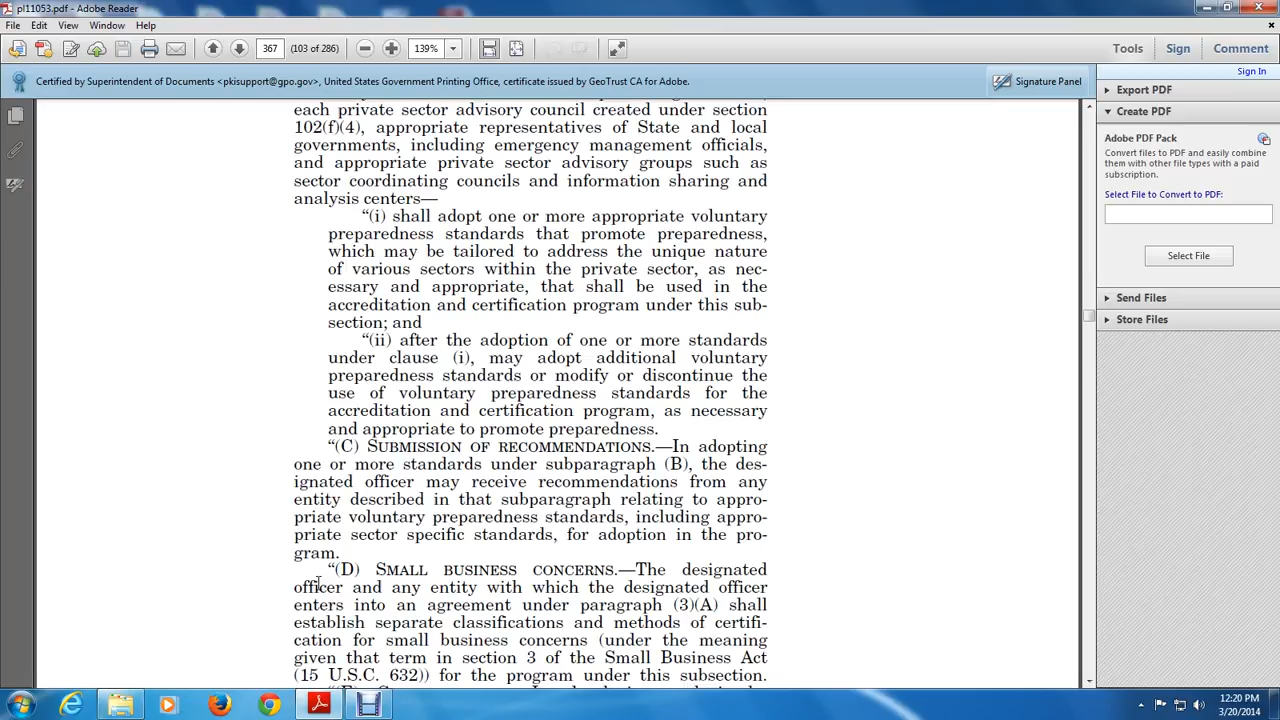 pl11053.pdf - Adobe Reader
File Edit View Window Help
367 (103 of 286) 139% Tools Sign Comment
Certified by Superintendent of Documents <pkisupport@gpo.gov>, United States Government Printing Office, certificate issued by GeoTrust CA for Adobe.
Signature Panel
Sign In
Export PDF
Create PDF
Adobe PDF Pack
Convert files to PDF and easily combine
them with other file types with a paid
subscription.
Select File to Convert to PDF:
Select File
Send Files
Store Files
each private sector advisory council created under section
102(f)(4), appropriate representatives of State and local
governments, including emergency management officials,
and appropriate private sector advisory groups such as
sector coordinating councils and information sharing and
analysis centers—
“(i) shall adopt one or more appropriate voluntary
preparedness standards that promote preparedness,
which may be tailored to address the unique nature
of various sectors within the private sector, as nec-
essary and appropriate, that shall be used in the
accreditation and certification program under this sub-
section; and
“(ii) after the adoption of one or more standards
under clause (i), may adopt additional voluntary
preparedness standards or modify or discontinue the
use of voluntary preparedness standards for the
accreditation and certification program, as necessary
and appropriate to promote preparedness.
“(C) SUBMISSION OF RECOMMENDATIONS.—In adopting
one or more standards under subparagraph (B), the des-
ignated officer may receive recommendations from any
entity described in that subparagraph relating to appro-
priate voluntary preparedness standards, including appro-
priate sector specific standards, for adoption in the pro-
gram.
“(D) SMALL BUSINESS CONCERNS.—The designated
officer and any entity with which the designated officer
enters into an agreement under paragraph (3)(A) shall
establish separate classifications and methods of certifi-
cation for small business concerns (under the meaning
given that term in section 3 of the Small Business Act
(15 U.S.C. 632)) for the program under this subsection.
12:20 PM
3/20/2014